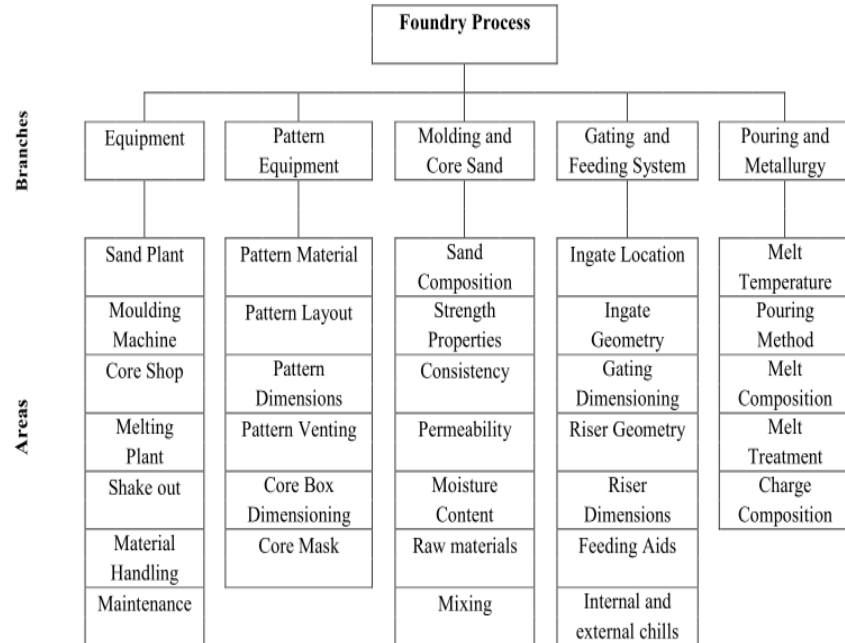 Foundry Process
Branches
Equipment
Pattern
Equipment
Molding and
Core Sand
Gating and
Feeding System
Pouring and
Metallurgy
Areas
Sand Plant
Moulding
Machine
Core Shop
Melting
Plant
Shake out
Material
Handling
Maintenance
Pattern Material
Pattern Layout
Pattern
Dimensions
Pattern Venting
Core Box
Dimensioning
Core Mask
Sand
Composition
Strength
Properties
Consistency
Permeability
Moisture
Content
Raw materials
Mixing
Ingate Location
Ingate
Geometry
Gating
Dimensioning
Riser Geometry
Riser
Dimensions
Feeding Aids
Internal and
external chills
Melt
Temperature
Pouring
Method
Melt
Composition
Melt
Treatment
Charge
Composition